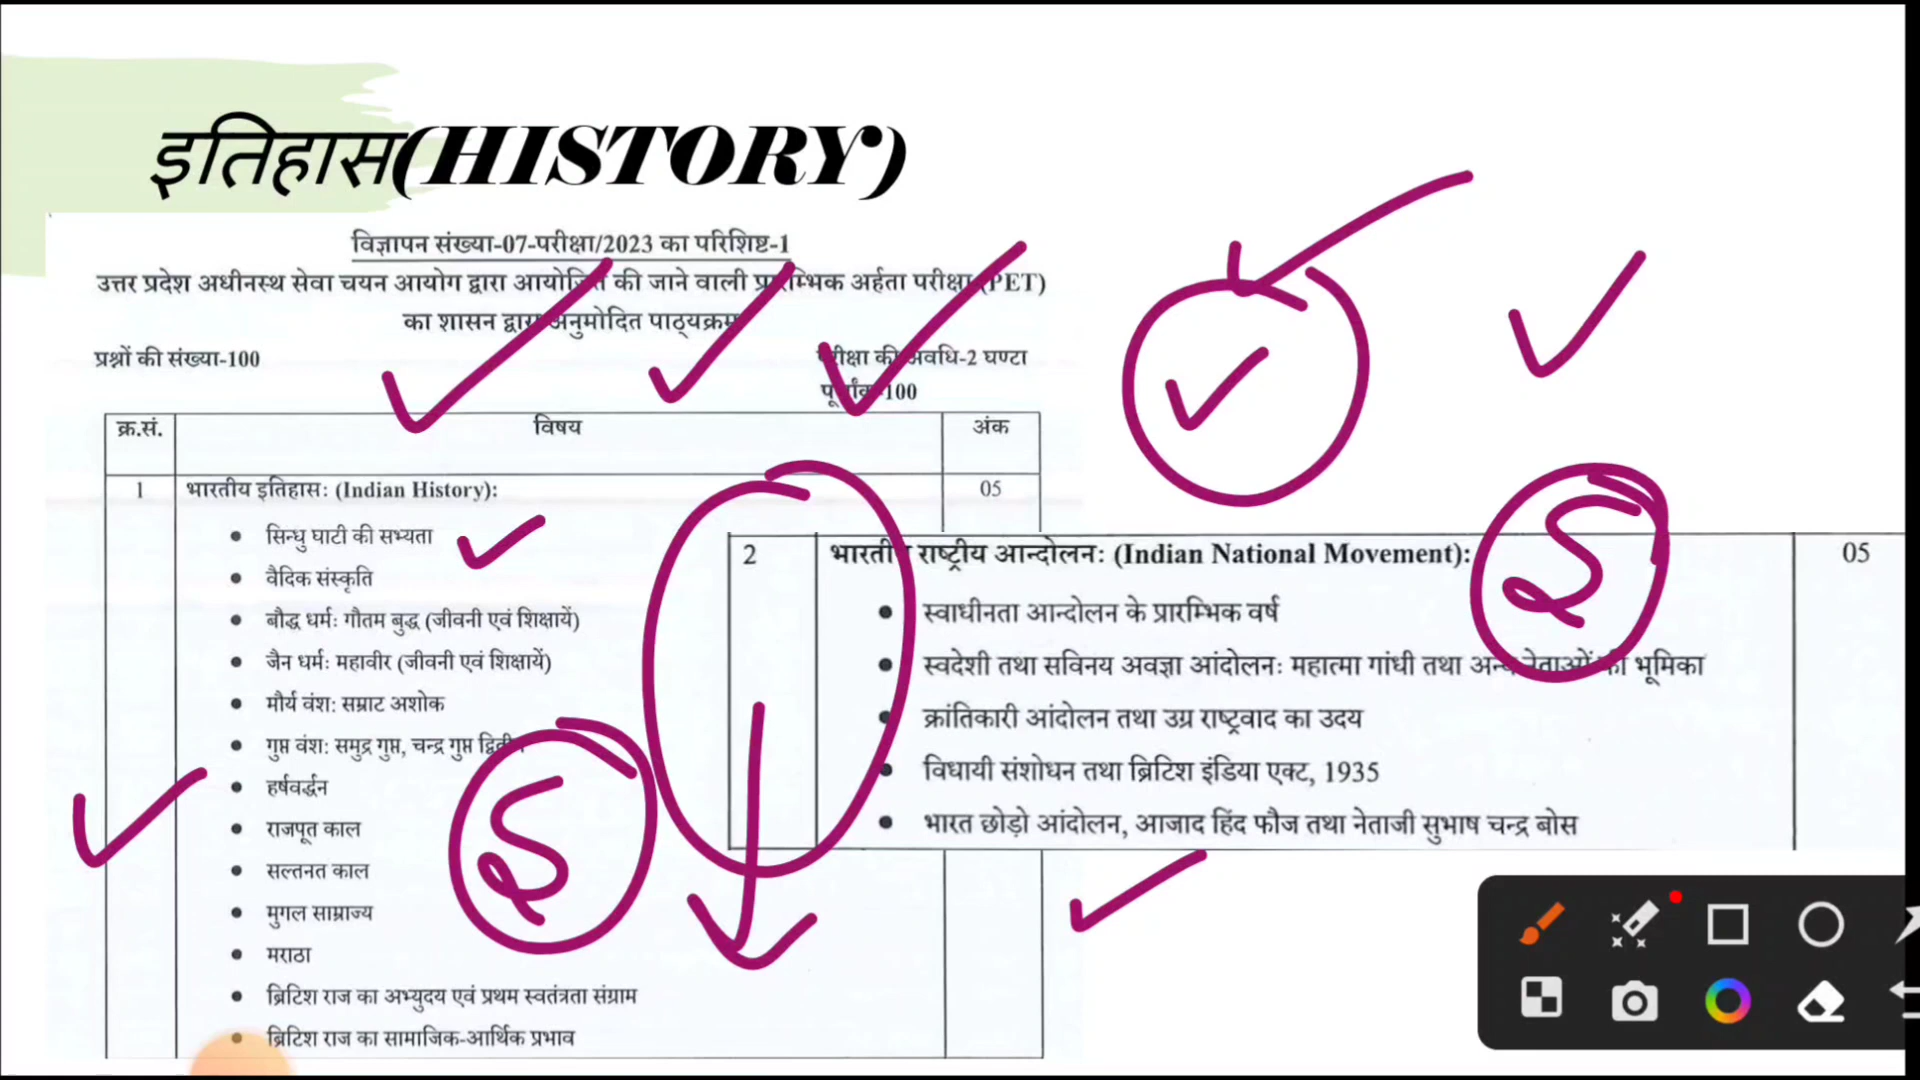 इतिहास(HISTORY)
विज्ञापन संख्या-07-परीक्षा/2023 का परिशिष्ट-1
उत्तर प्रदेश अधीनस्थ सेवा चयन आयोग द्वारा आयोजित की जाने वाली प्रारम्भिक अर्हता परीक्षा (PET)
का शासन द्वारा अनुमोदित पाठ्यक्रम
प्रश्नों की संख्या-100
परीक्षा की अवधि-2 घण्टा
पूर्णांक-100
क्र.सं. विषय अंक
1 भारतीय इतिहास: (Indian History): 05
• सिन्धु घाटी की सभ्यता
• वैदिक संस्कृति
• बौद्ध धर्म: गौतम बुद्ध (जीवनी एवं शिक्षायें)
• जैन धर्म: महावीर (जीवनी एवं शिक्षायें)
• मौर्य वंश: सम्राट अशोक
• गुप्त वंश: समुद्र गुप्त, चन्द्र गुप्त द्वितीय
• हर्षवर्द्धन
• राजपूत काल
• सल्तनत काल
• मुगल साम्राज्य
• मराठा
• ब्रिटिश राज का अभ्युदय एवं प्रथम स्वतंत्रता संग्राम
• ब्रिटिश राज का सामाजिक-आर्थिक प्रभाव
5
2 भारतीय राष्ट्रीय आन्दोलन: (Indian National Movement): 05
• स्वाधीनता आन्दोलन के प्रारम्भिक वर्ष
• स्वदेशी तथा सविनय अवज्ञा आंदोलन: महात्मा गांधी तथा अन्य नेताओं की भूमिका
• क्रांतिकारी आंदोलन तथा उग्र राष्ट्रवाद का उदय
• विधायी संशोधन तथा ब्रिटिश इंडिया एक्ट, 1935
• भारत छोड़ो आंदोलन, आजाद हिंद फौज तथा नेताजी सुभाष चन्द्र बोस
5